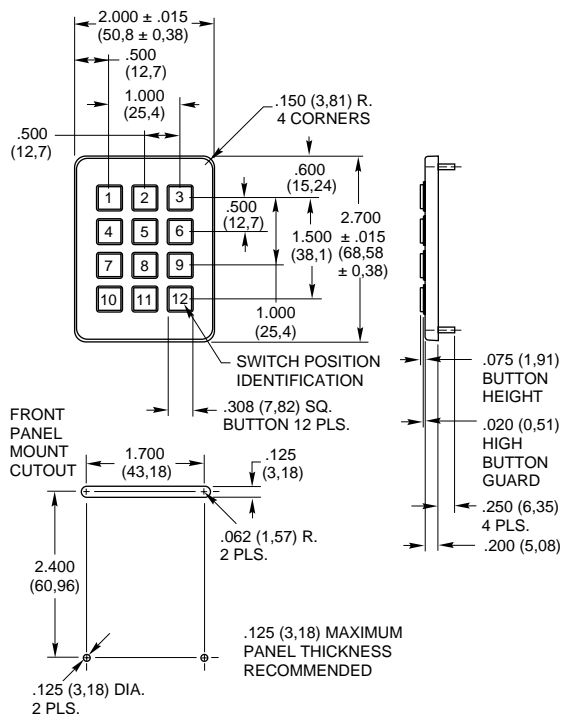 2.000 ± .015
(50,8 ± 0,38)
.500
(12,7)
1.000
(25,4)
.500
(12,7)
.150 (3,81) R.
4 CORNERS
.600
(15,24)
.500
(12,7)
1.500
(38,1)
2.700
± .015
(68,58
± 0,38)
1 2 3
4 5 6
7 8 9
10 11 12
1.000
(25,4)
SWITCH POSITION
IDENTIFICATION
.308 (7,82) SQ.
BUTTON 12 PLS.
.075 (1,91)
BUTTON
HEIGHT
.020 (0,51)
HIGH
BUTTON
GUARD
.250 (6,35)
4 PLS.
.200 (5,08)
FRONT
PANEL
MOUNT
CUTOUT
1.700
(43,18)
.125
(3,18)
.062 (1,57) R.
2 PLS.
2.400
(60,96)
.125 (3,18) MAXIMUM
PANEL THICKNESS
RECOMMENDED
.125 (3,18) DIA.
2 PLS.